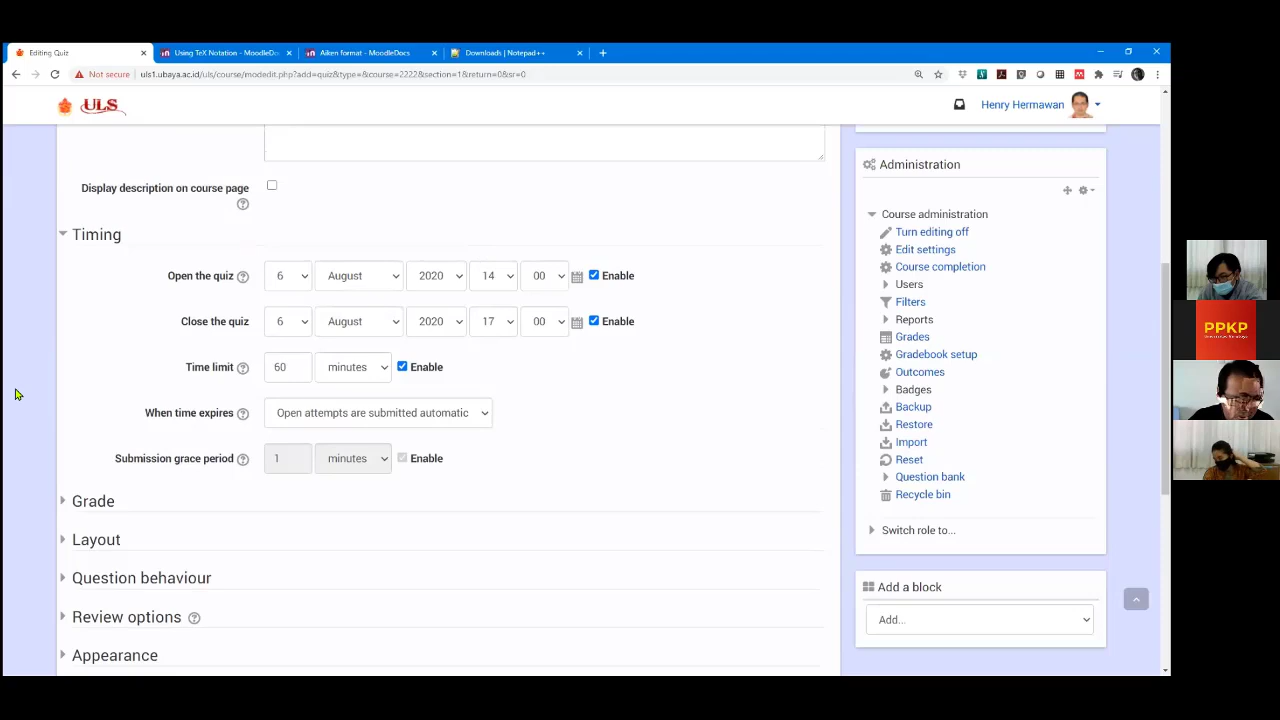 Editing Quiz
Using TeX Notation - MoodleDoc
Aiken format - MoodleDocs
Downloads | Notepad++
Not secure
uls1.ubaya.ac.id/uls/course/modedit.php?add=quiz&type=&course=2222&section=1&return=0&sr=0
ULS
Henry Hermawan
Display description on course page
Timing
Open the quiz 6 August 2020 14 00 Enable
Close the quiz 6 August 2020 17 00 Enable
Time limit 60 minutes Enable
When time expires Open attempts are submitted automatic
Submission grace period 1 minutes Enable
Grade
Layout
Question behaviour
Review options
Appearance
Administration
Course administration
Turn editing off
Edit settings
Course completion
Users
Filters
Reports
Grades
Gradebook setup
Outcomes
Badges
Backup
Restore
Import
Reset
Question bank
Recycle bin
Switch role to...
Add a block
Add...
PPKP